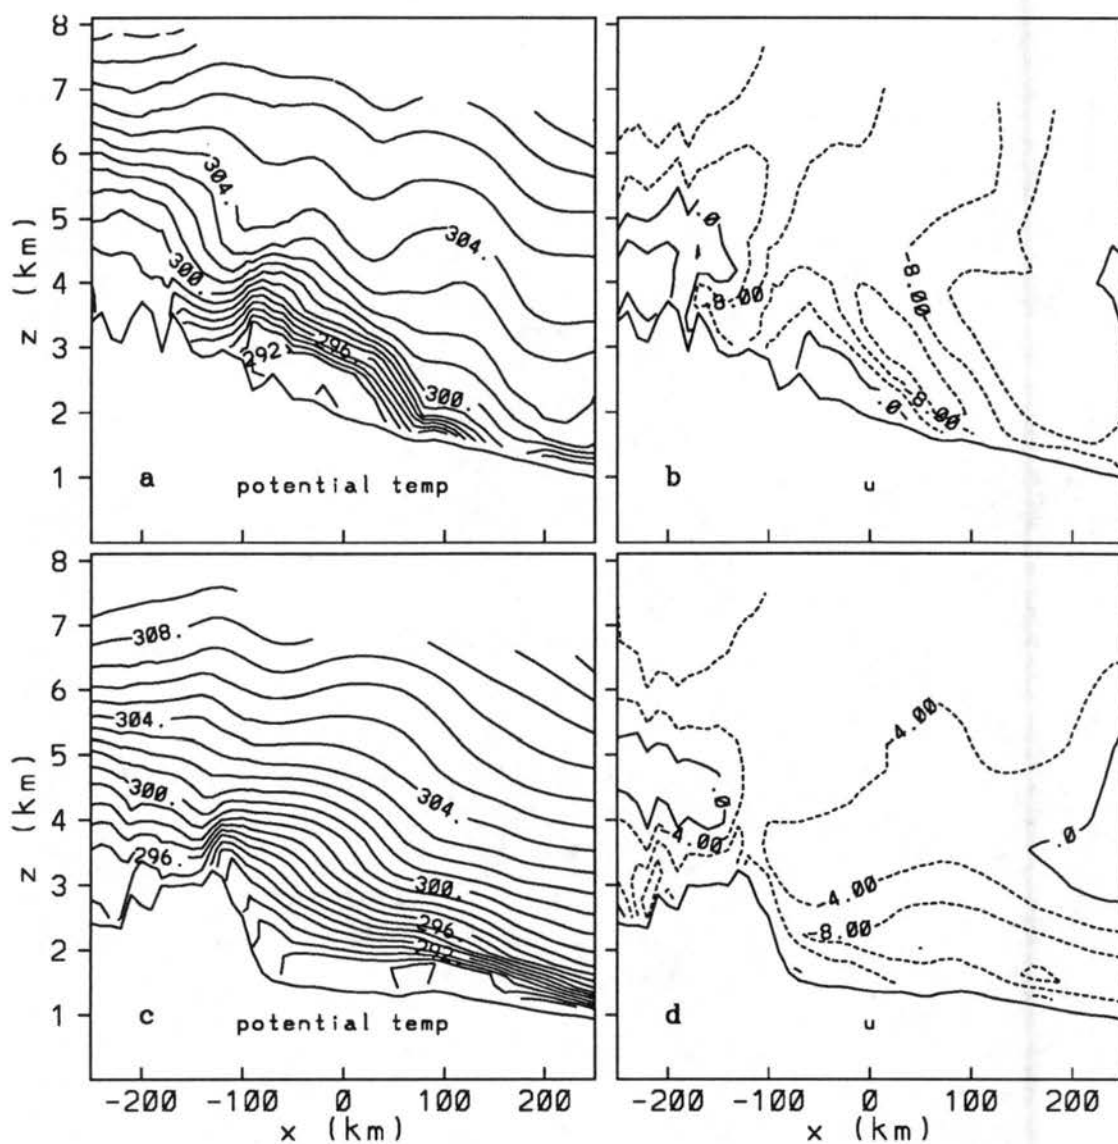 8
7
6
5
4
3
2
1
z (km)
304.
304.
300.
292.
296.
300.
a
potential temp
.0
-8.00
8.00
.0
8.00
b
u
8
7
6
5
4
3
2
1
z (km)
308.
304.
300.
296.
304.
300.
296.
292.
c
potential temp
-200 -100 0 100 200
x (km)
4.00
.0
-4.00
.0
-4.00
-8.00
d
u
-200 -100 0 100 200
x (km)